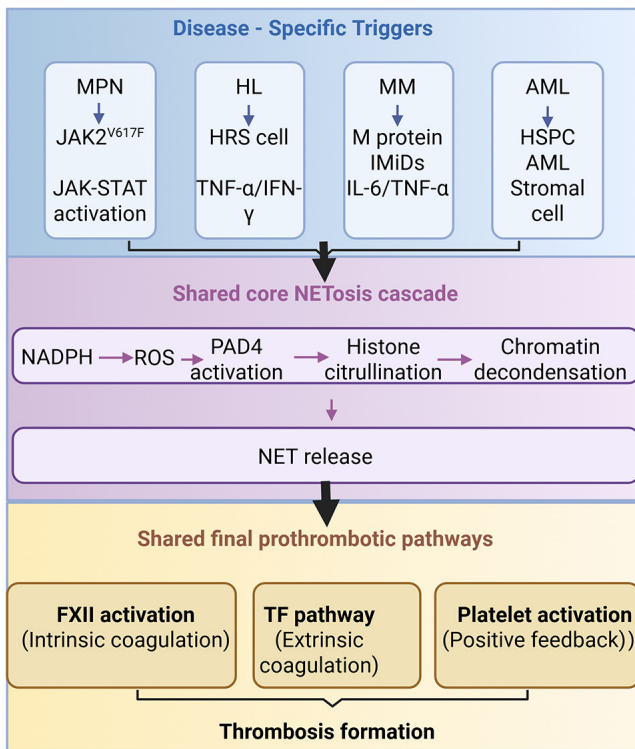 Disease - Specific Triggers
MPN
JAK2V617F
JAK-STAT
activation
HL
HRS cell
TNF-α/IFN-
γ
MM
M protein
IMiDs
IL-6/TNF-α
AML
HSPC
AML
Stromal
cell
Shared core NETosis cascade
NADPH
ROS
PAD4
activation
Histone
citrullination
Chromatin
decondensation
NET release
Shared final prothrombotic pathways
FXII activation
(Intrinsic coagulation)
TF pathway
(Extrinsic
coagulation)
Platelet activation
(Positive feedback))
Thrombosis formation